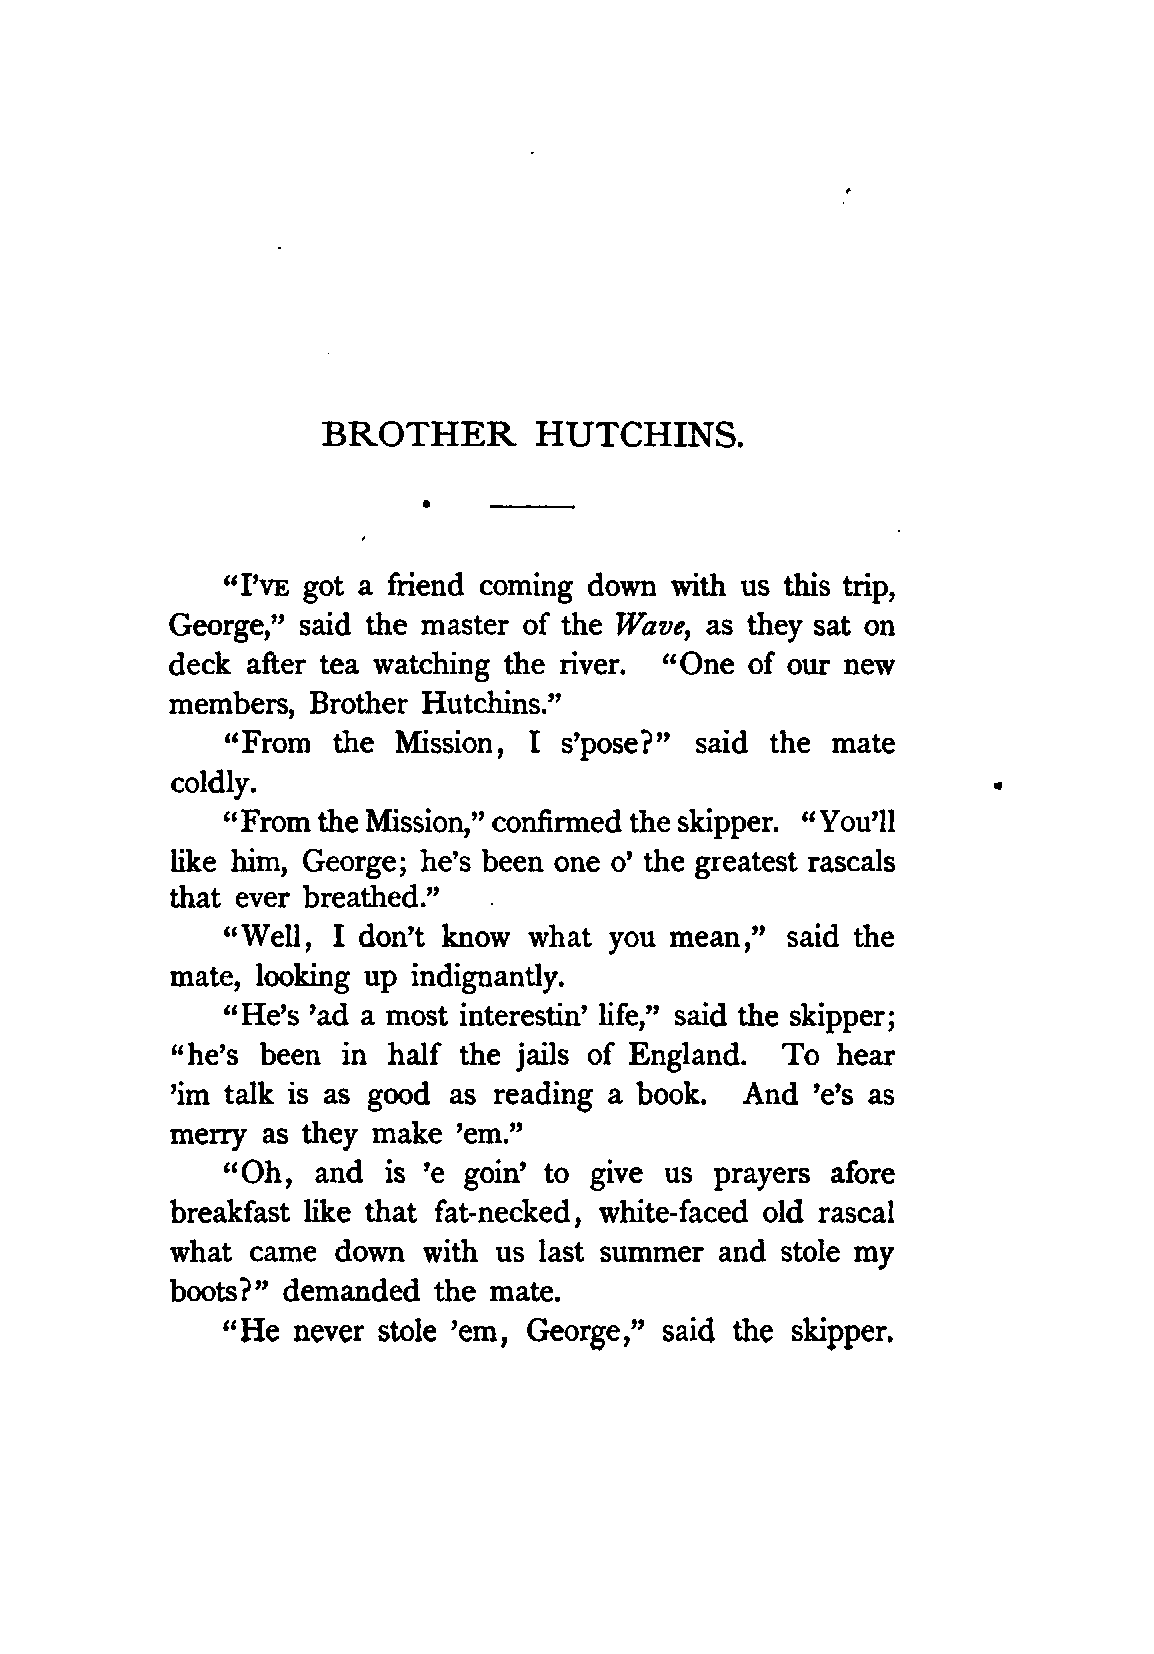 BROTHER HUTCHINS.
“I’VE got a friend coming down with us this trip,
George,” said the master of the Wave, as they sat on
deck after tea watching the river. “One of our new
members, Brother Hutchins.”
“From the Mission, I s’pose?” said the mate
coldly.
“From the Mission,” confirmed the skipper. “You’ll
like him, George; he’s been one o’ the greatest rascals
that ever breathed.”
“Well, I don’t know what you mean,” said the
mate, looking up indignantly.
“He’s ’ad a most interestin’ life,” said the skipper;
“he’s been in half the jails of England. To hear
’im talk is as good as reading a book. And ’e’s as
merry as they make ’em.”
“Oh, and is ’e goin’ to give us prayers afore
breakfast like that fat-necked, white-faced old rascal
what came down with us last summer and stole my
boots?” demanded the mate.
“He never stole ’em, George,” said the skipper.